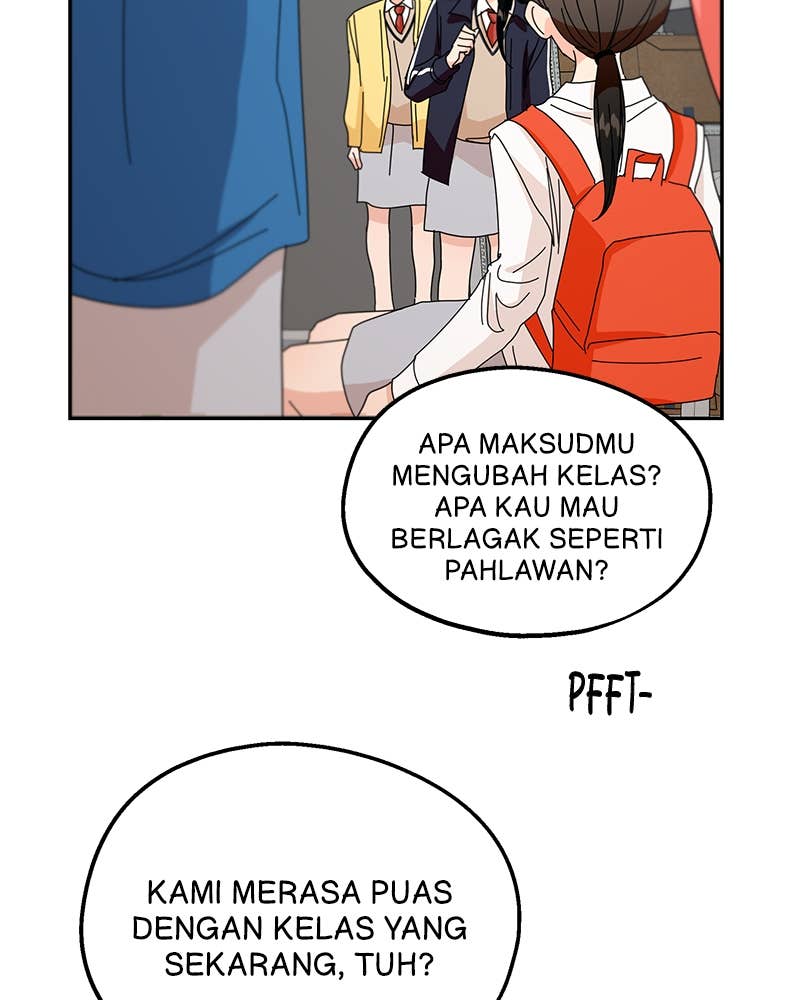 APA MAKSUDMU
MENGUBAH KELAS?
APA KAU MAU
BERLAGAK SEPERTI
PAHLAWAN?
PFFT-
KAMI MERASA PUAS
DENGAN KELAS YANG
SEKARANG, TUH?